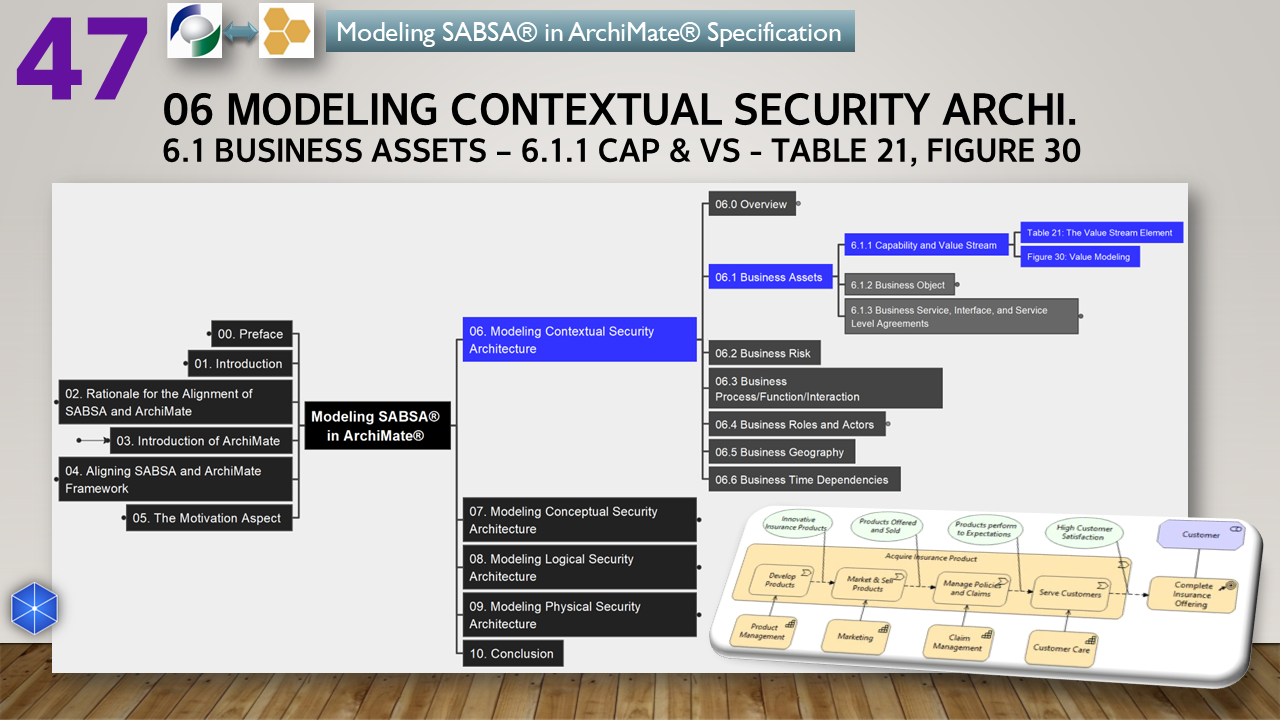 47
Modeling SABSA® in ArchiMate® Specification
06 MODELING CONTEXTUAL SECURITY ARCHI.
6.1 BUSINESS ASSETS – 6.1.1 CAP & VS - TABLE 21, FIGURE 30
00. Preface
01. Introduction
02. Rationale for the Alignment of
SABSA and ArchiMate
03. Introduction of ArchiMate
04. Aligning SABSA and ArchiMate
Framework
05. The Motivation Aspect
Modeling SABSA®
in ArchiMate®
06. Modeling Contextual Security
Architecture
06.0 Overview
06.1 Business Assets
6.1.1 Capability and Value Stream
Table 21: The Value Stream Element
Figure 30: Value Modeling
6.1.2 Business Object
6.1.3 Business Service, Interface, and Service
Level Agreements
06.2 Business Risk
06.3 Business
Process/Function/Interaction
06.4 Business Roles and Actors
06.5 Business Geography
06.6 Business Time Dependencies
07. Modeling Conceptual Security
Architecture
08. Modeling Logical Security
Architecture
09. Modeling Physical Security
Architecture
10. Conclusion
Innovative
Insurance Products
Products Offered
and Sold
Products perform
to Expectations
High Customer
Satisfaction
Customer
Acquire Insurance Product
Develop
Products
Market & Sell
Products
Manage Policies
and Claims
Serve Customers
Complete
Insurance
Offering
Product
Management
Marketing
Claim
Management
Customer Care